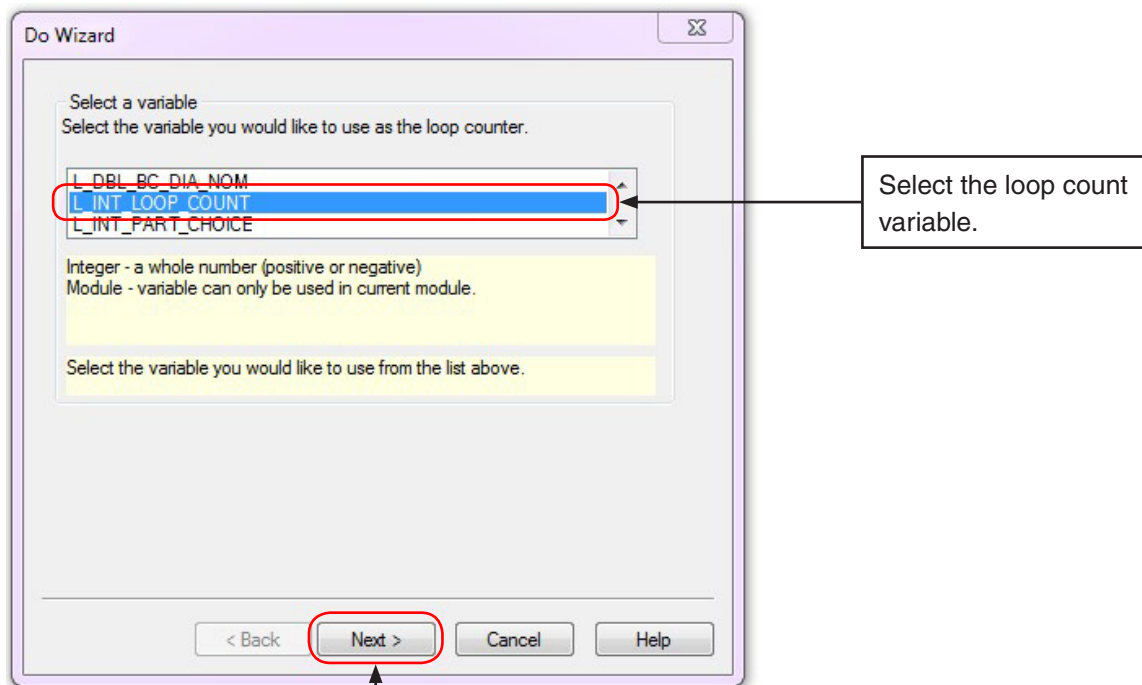 Do Wizard
Select a variable
Select the variable you would like to use as the loop counter.
L_DBL_BC_DIA_NOM
L_INT_LOOP_COUNT
L_INT_PART_CHOICE
Integer - a whole number (positive or negative)
Module - variable can only be used in current module.
Select the variable you would like to use from the list above.
< Back
Next >
Cancel
Help
Select the loop count
variable.